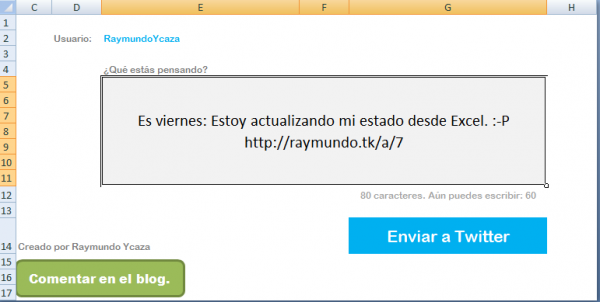 C D E F G H
1
2 Usuario: RaymundoYcaza
3
4 ¿Qué estás pensando?
5
6
7 Es viernes: Estoy actualizando mi estado desde Excel. :-P
8 http://raymundo.tk/a/7
9
10
11
12 80 caracteres. Aún puedes escribir: 60
13
Enviar a Twitter
14 Creado por Raymundo Ycaza
15
16 Comentar en el blog.
17